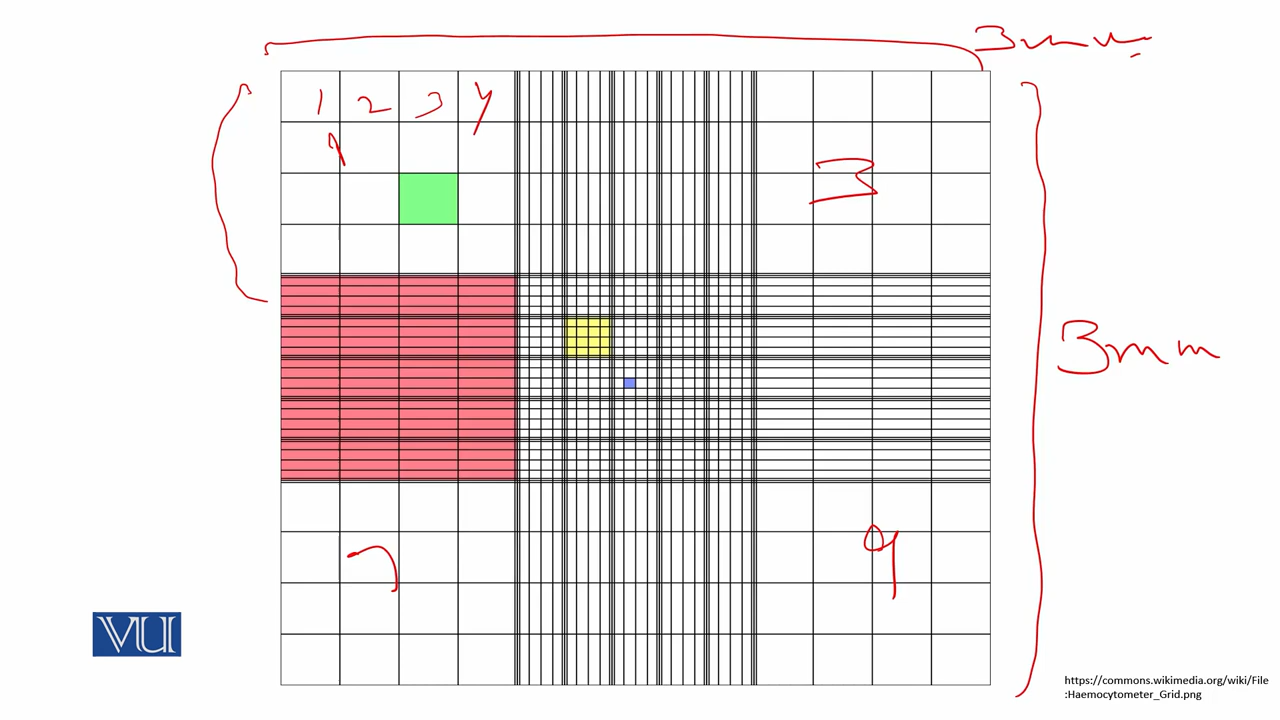 3mm
1 2 3 4
1
3
3mm
7
9
VU
https://commons.wikimedia.org/wiki/File
:Haemocytometer_Grid.png